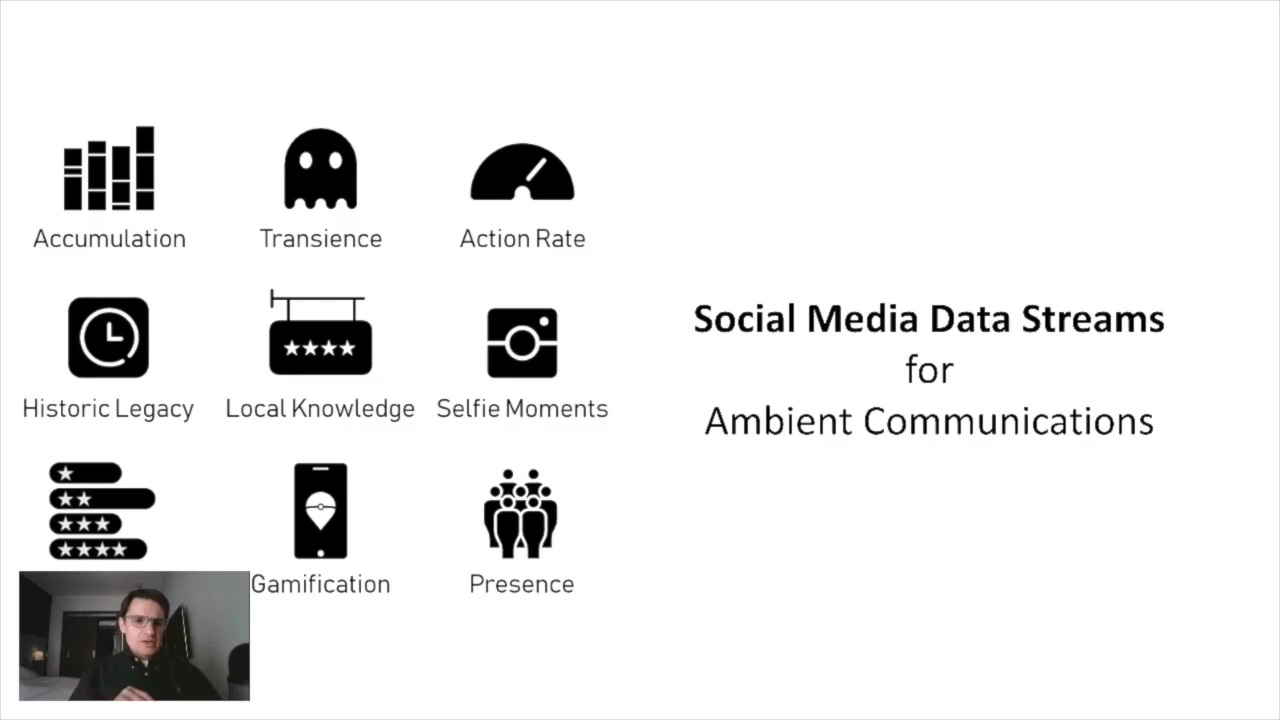 Accumulation
Transience
Action Rate
Historic Legacy
Local Knowledge
Selfie Moments
Gamification
Presence
Social Media Data Streams
for
Ambient Communications